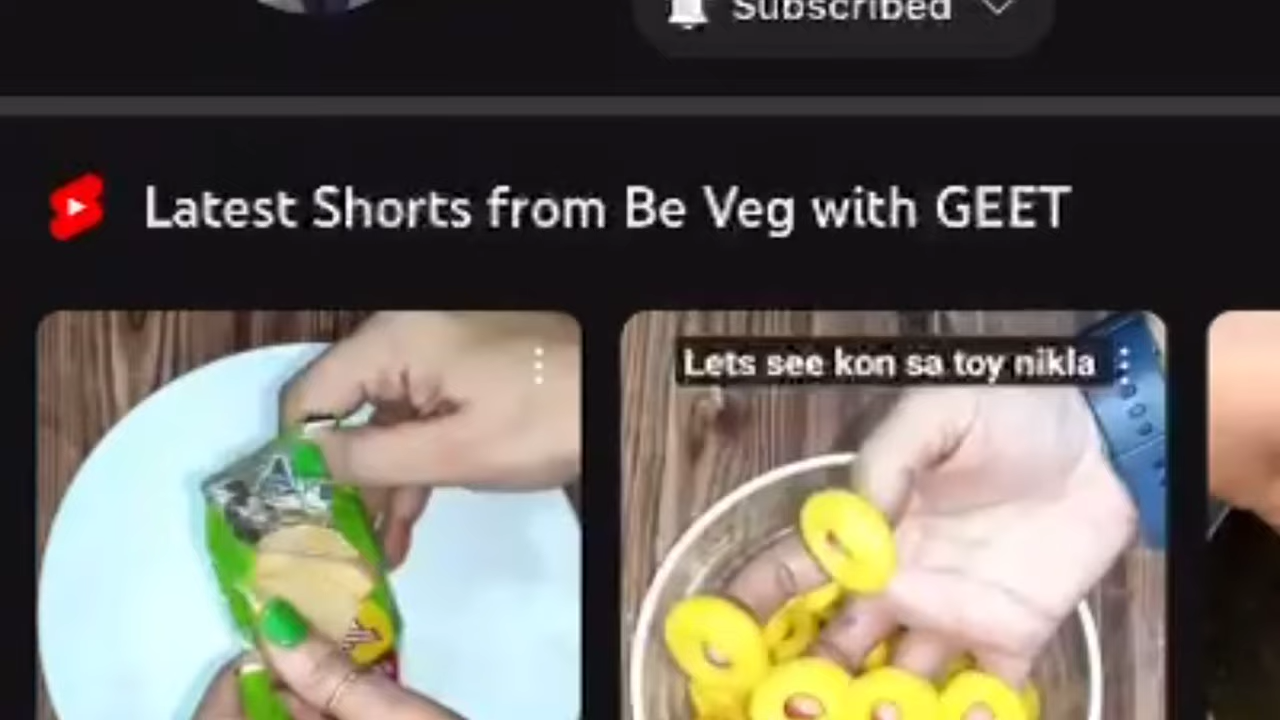 Subscribed
Latest Shorts from Be Veg with GEET
Lets see kon sa toy nikla